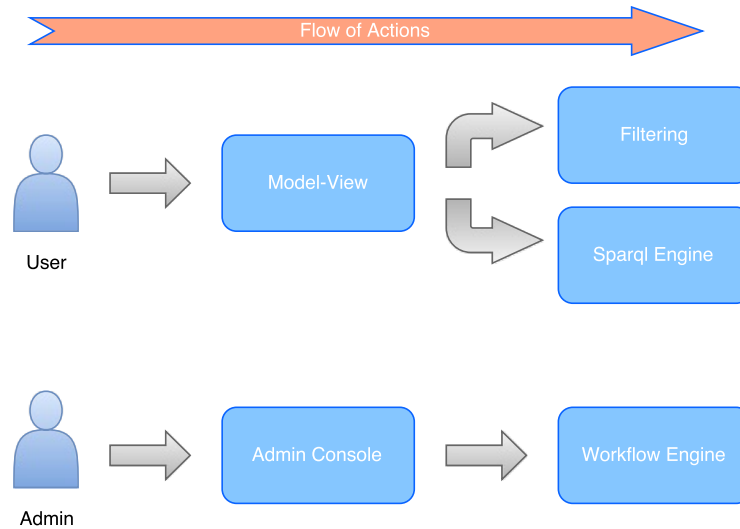 Flow of Actions
Filtering
Model-View
Sparql Engine
User
Admin Console
Workflow Engine
Admin